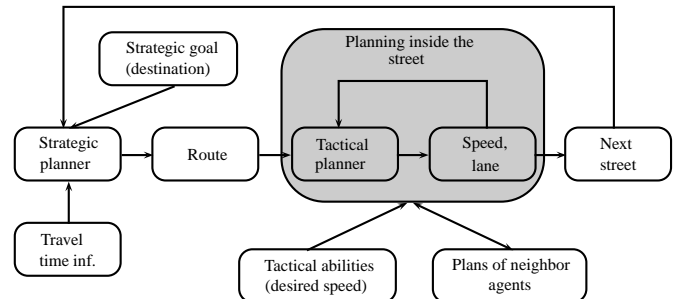 Strategic goal
(destination)
Planning inside the
street
Strategic
planner
Route
Tactical
planner
Speed,
lane
Next
street
Travel
time inf.
Tactical abilities
(desired speed)
Plans of neighbor
agents